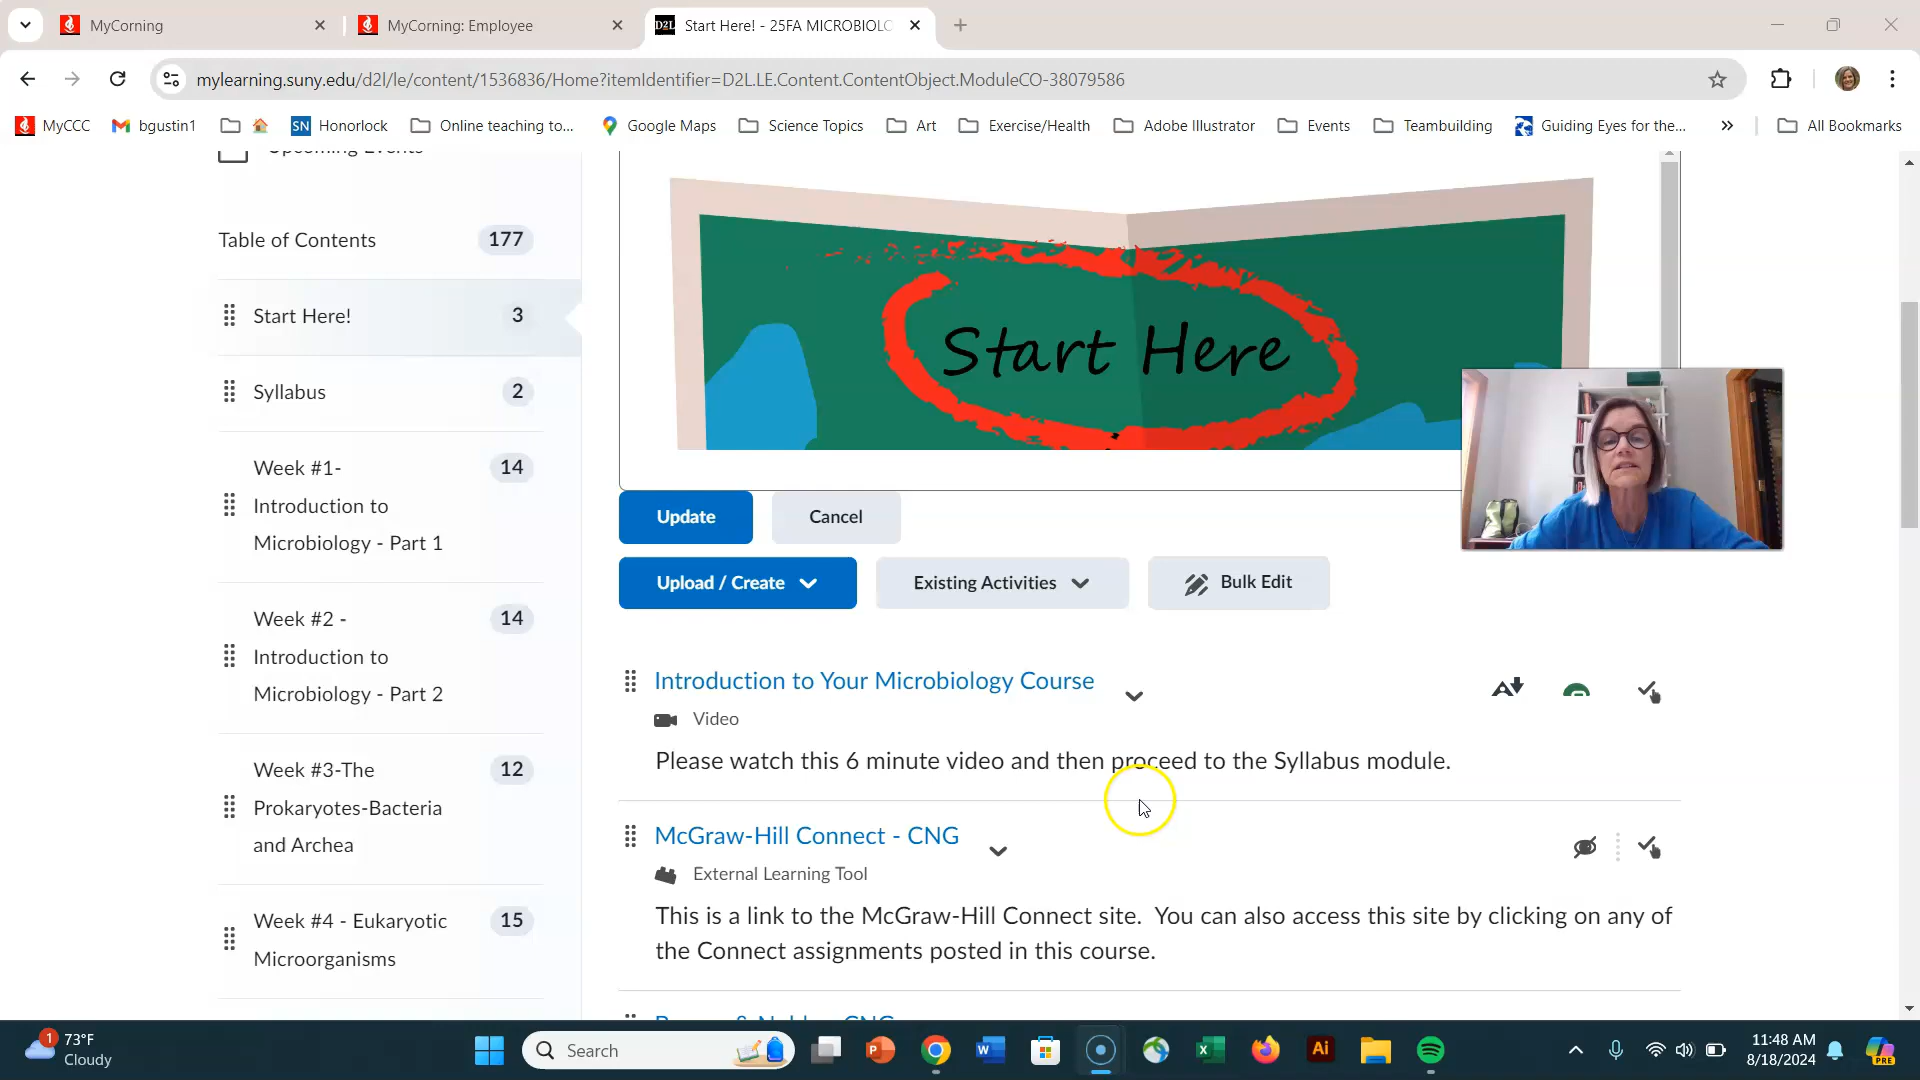 MyCorning
MyCorning: Employee
D2L Start Here! - 25FA MICROBIOLC
mylearning.suny.edu/d2l/le/content/1536836/Home?itemIdentifier=D2L.LE.Content.ContentObject.ModuleCO-38079586
MyCCC bgustin1 SN Honorlock Online teaching to... Google Maps Science Topics Art Exercise/Health Adobe Illustrator Events Teambuilding Guiding Eyes for the... All Bookmarks
Upcoming Events
Table of Contents 177
Start Here! 3
Syllabus 2
Week #1- 14
Introduction to
Microbiology - Part 1
Week #2 - 14
Introduction to
Microbiology - Part 2
Week #3-The 12
Prokaryotes-Bacteria
and Archea
Week #4 - Eukaryotic 15
Microorganisms
Start Here
Update Cancel
Upload / Create Existing Activities Bulk Edit
Introduction to Your Microbiology Course
Video
Please watch this 6 minute video and then proceed to the Syllabus module.
McGraw-Hill Connect - CNG
External Learning Tool
This is a link to the McGraw-Hill Connect site. You can also access this site by clicking on any of
the Connect assignments posted in this course.
1 73°F
Cloudy
Search
Ai
11:48 AM
8/18/2024
PRE